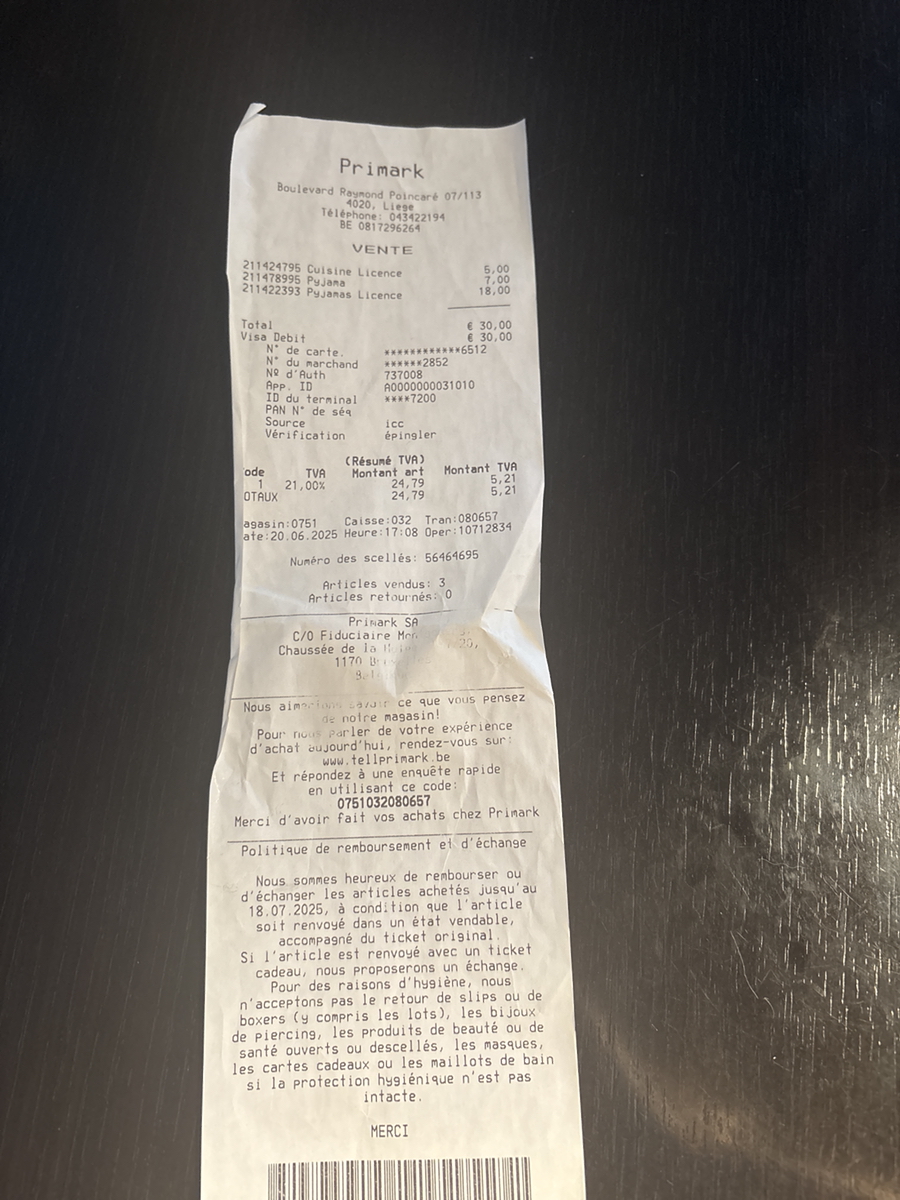 Primark
Boulevard Raymond Poincaré 07/113
4020, Liege
Téléphone: 043422194
BE 0817296264
VENTE
211424795 Cuisine Licence 5,00
211478995 Pyjama 7,00
211422393 Pyjamas Licence 18,00
Total € 30,00
Visa Debit € 30,00
N° de carte. ************6512
N° du marchand ******2852
Nº d'Auth 737008
App. ID A0000000031010
ID du terminal ****7200
PAN N° de séq
Source icc
Vérification épingler
(Résumé TVA)
ode TVA Montant art Montant TVA
1 21,00% 24,79 5,21
OTAUX 24,79 5,21
agasin:0751 Caisse:032 Tran:080657
ate:20.06.2025 Heure:17:08 Oper:10712834
Numéro des scellés: 56464695
Articles vendus: 3
Articles retournés: 0
Primark SA
C/O Fiduciaire
Chaussée de la
1170
Nous savoir ce que vous pensez
de notre magasin!
Pour nous parler de votre expérience
d'achat aujourd'hui, rendez-vous sur:
www.tellprimark.be
Et répondez à une enquête rapide
en utilisant ce code:
0751032080657
Merci d'avoir fait vos achats chez Primark
Politique de remboursement et d'échange
Nous sommes heureux de rembourser ou
d'échanger les articles achetés jusqu'au
18.07.2025, à condition que l'article
soit renvoyé dans un état vendable,
accompagné du ticket original.
Si l'article est renvoyé avec un ticket
cadeau, nous proposerons un échange.
Pour des raisons d'hygiène, nous
n'acceptons pas le retour de slips ou de
boxers (y compris les lots), les bijoux
de piercing, les produits de beauté ou de
santé ouverts ou descellés, les masques,
les cartes cadeaux ou les maillots de bain
si la protection hygiénique n'est pas
intacte.
MERCI